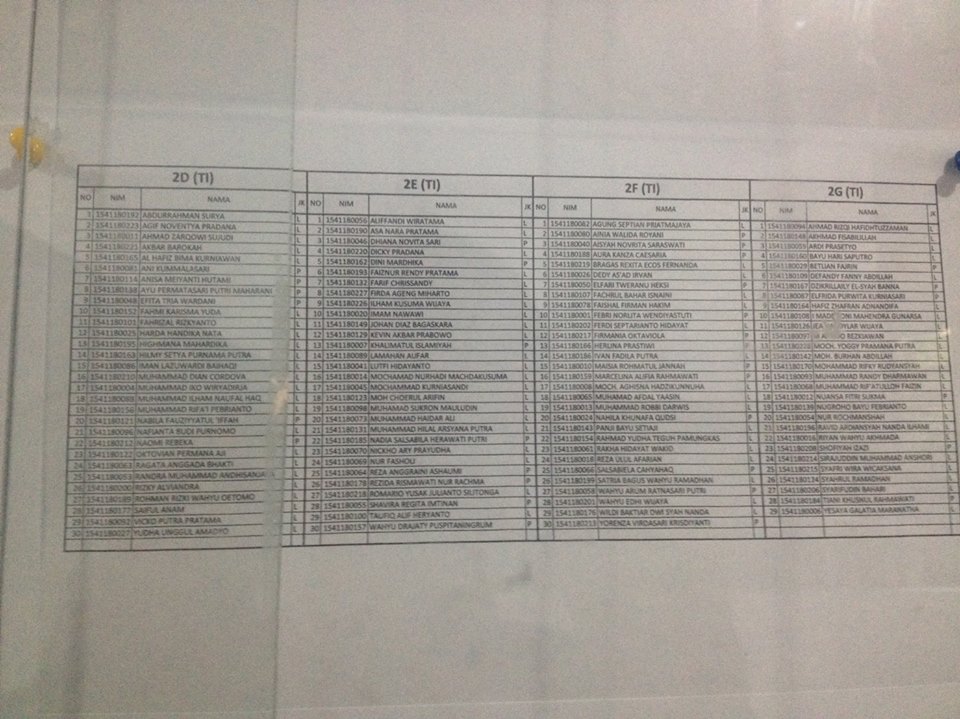 2D (TI)
NO NIM NAMA JK
1 1541180192 ABDURRAHMAN SURYA L
2 1541180223 AGIF NOVENTYA PRADANA L
3 AHMAD ZARQOWI SUJUDI L
4 1541180221 AKBAR BAROKAH L
5 1541180165 AL HAFIZ BIMA KURNIAWAN L
6 1541180081 ANI KUMMALASARI P
7 1541180114 ANISA MEIYANTI HUTAMI P
8 1541180138 AYU PERMATASARI PUTRI MAHARANI P
9 1541180048 EFITA TRIA WARDANI P
10 1541180152 FAHMI KARISMA YUDA L
11 1541180101 FAHRIZAL RIZKYANTO L
12 1541180025 HARDA HANDIKA NATA L
13 1541180195 HIGHMANA MAHARDIKA L
14 1541180163 HILMY SETYA PURNAMA PUTRA L
15 1541180086 IMAN LAZUWARDI BAIHAQI L
16 1541180210 MUHAMMAD DIAN CORDOVA L
17 1541180004 MUHAMMAD IKO WIRYADIRJA L
18 1541180088 MUHAMMAD ILHAM NAUFAL HAQ L
19 1541180156 MUHAMMAD RIFA'I PEBRIANTO L
20 1541180121 NABILA FAUZIYYATUL 'IFFAH P
21 1541180096 NAFIANTA BUDI PURNOMO L
22 1541180212 NAOMI REBEKA P
23 1541180122 OKTOVIAN PERMANA AJI L
24 1541180063 RAGATA ANGGADA BHAKTI L
25 1541180093 RANDRA MUHAMMAD L
26 1541180206 RIZKY ALVIANDRA L
27 1541180189 ROHMAN RIZKI WAHYU OETOMO L
28 1541180177 SAIFUL ANAM L
29 1541180092 VICKO PUTRA PRATAMA L
30 1541180027 YUDHA UNGGUL AMADYO L
2E (TI)
NO NIM NAMA JK
1 1541180056 ALIFFANDI WIRATAMA L
2 1541180190 ASA NARA PRATAMA L
3 1541180046 DHIANA NOVITA SARI P
4 1541180220 DICKY PRADANA L
5 1541180162 DINI MARDHIKA P
6 1541180193 FAIZNUR RENDY PRATAMA L
7 1541180132 FARIF CHRISSANDY L
8 1541180227 FIRDA AGENG MIHARTO L
9 1541180226 ILHAM KUSUMA WIJAYA L
10 1541180020 IMAM NAWAWI L
11 1541180149 JOHAN DIAZ BAGASKARA L
12 1541180129 KEVIN AKBAR PRABOWO L
13 1541180007 KHALIMATUL ISLAMIYAH P
14 1541180089 LAMAHAN AUFAR L
15 1541180041 LUTFI HIDAYANTO L
16 1541180014 MOCHAMAD NURHADI MACHDAKUSUMA L
17 1541180045 MOCHAMMAD KURNIASANDI L
18 1541180123 MOH CHOERUL ARIFIN L
19 1541180098 MUHAMAD SUKRON MAULUDIN L
20 1541180073 MUHAMMAD HAIDAR ALI L
21 1541180131 MUHAMMAD HILAL ARSYANA PUTRA L
22 1541180185 NADIA SALSABILA HERAWATI PUTRI P
23 1541180070 NICKHO ARY PRAYUDHA L
24 1541180069 NUR FASHOLI L
25 1541180064 REZA ANGGRAINI ASHAUMI P
26 1541180178 REZIDA RISMAWATI NUR RACHMA P
27 1541180218 ROMARIO YUSAK JULIANTO SILITONGA L
28 1541180055 SHAVIRA REGITA IMTINAN P
29 1541180100 TAUFIQ ALIF HERYANTO L
30 1541180157 WAHYU DRAJATY PUSPITANINGRUM P
2F (TI)
NO NIM NAMA JK
1 1541180082 AGUNG SEPTIAN PRIATMAJAYA L
2 1541180080 AINIA WALIDA ROYANI P
3 1541180040 AISYAH NOVRITA SARASWATI P
4 1541180188 AURA KANZA CAESARIA P
5 1541180219 BRAGAS REXITA ECOS FERNANDA L
6 1541180026 DEDY AS'AD IRVAN L
7 1541180050 ELFARI TWERANU HEKSI P
8 1541180107 FACHRUL BAHAR ISNAINI L
9 1541180078 FAISHAL FIRMAN HAKIM L
10 1541180001 FEBRI NORLITA WENDIYASTUTI P
11 1541180202 FERDI SEPTARIANTO HIDAYAT L
12 1541180217 FIRMANIA OKTAVIOLA P
13 1541180166 HERLINA PRASTIWI P
14 1541180186 IVAN FADILA PUTRA L
15 1541180010 MAISIA ROHMATUL JANNAH P
16 1541180159 MARCELINA ALIFIA RAHMAWATI P
17 1541180008 MOCH. AGHISNA HADZIKUNNUHA L
18 1541180065 MUHAMAD AFDAL YAASIN L
19 1541180013 MUHAMMAD ROBBI DARWIS L
20 1541180024 NAHILA KHUNAFA QUDSI P
21 1541180143 PANJI BAYU SETIAJI L
22 1541180154 RAHMAD YUDHA TEGUH PAMUNGKAS L
23 1541180061 RAKHA HIDAYAT WAKID L
24 1541180018 REZA ULUL AFARIAN L
25 1541180066 SALSABIELA CAHYAHAQ P
26 1541180199 SATRIA BAGUS WAHYU RAMADHAN L
27 1541180058 WAHYU ARUM RATNASARI PUTRI P
28 1541180201 WAHYU EDHI WIJAYA L
29 1541180176 WILDI BAKTIAR DWI SYAH NANDA L
30 1541180213 YORENZA VIRDASARI KRISDIYANTI P
2G (TI)
NO NIM NAMA JK
1 1541180094 AHMAD RIZQI HAFIDHTUZZAMAN L
2 1541180148 AKHMAD FISABILILLAH L
3 1541180059 ARDI PRASETYO L
4 1541180160 BAYU HARI SAPUTRO L
5 1541180029 BETLIAN FAJRIN P
6 1541180109 DEFANDY FANNY ABDILLAH L
7 1541180167 DZIKRILLAILY EL-SYAH BANNA P
8 1541180087 ELFRIDA PURWITA KURNIASARI P
9 1541180164 HAFIZ ZHAFRAN ADNANDIFA L
10 1541180108 MAHENDRA GUNARSA L
11 1541180126 WIJAYA L
12 REZKIAWAN L
13 MOCH. YOGGY PRAMANA PUTRA L
14 1541180142 MOH. BURHAN ABDILLAH L
15 1541180170 MOHAMMAD RIFKY RUDYANSYAH L
16 1541180093 MUHAMMAD RANDY DHARMAWAN L
17 1541180068 MUHAMMAD RIF'ATULLOH FAIZIN L
18 1541180012 NUANSA FITRI SUKMA P
19 1541180139 NUGROHO BAYU FEBRIANTO L
20 1541180054 NUR ROCHMANSHAH L
21 1541180196 RAVID ARDIANSYAH NANDA ILHAMI L
22 1541180016 RIYAN WAHYU AKHMADA L
23 1541180208 SHOFIYAH IZAZI P
24 1541180214 SIRAJUDDIN MUHAMMAD ANSHORI L
25 1541180215 SYAFRI WIRA WICAKSANA L
26 1541180134 SYAHRUL RAMADHAN L
27 1541180206 SYARIFUDIN BAIHARI L
28 1541180184 TIANI KHUSNUL RAHMAWATI P
29 1541180006 YESAYA GALATIA MARANATHA L